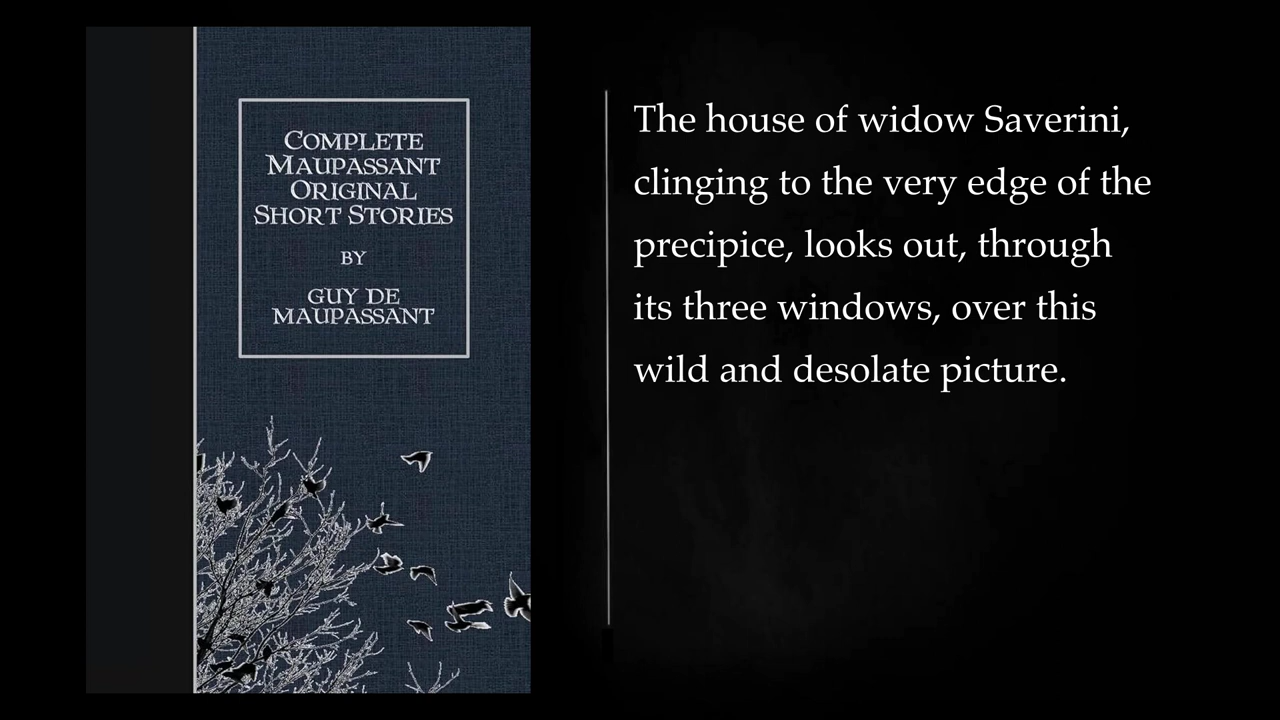 COMPLETE
MAUPASSANT
ORIGINAL
SHORT STORIES
BY
GUY DE
MAUPASSANT
The house of widow Saverini,
clinging to the very edge of the
precipice, looks out, through
its three windows, over this
wild and desolate picture.